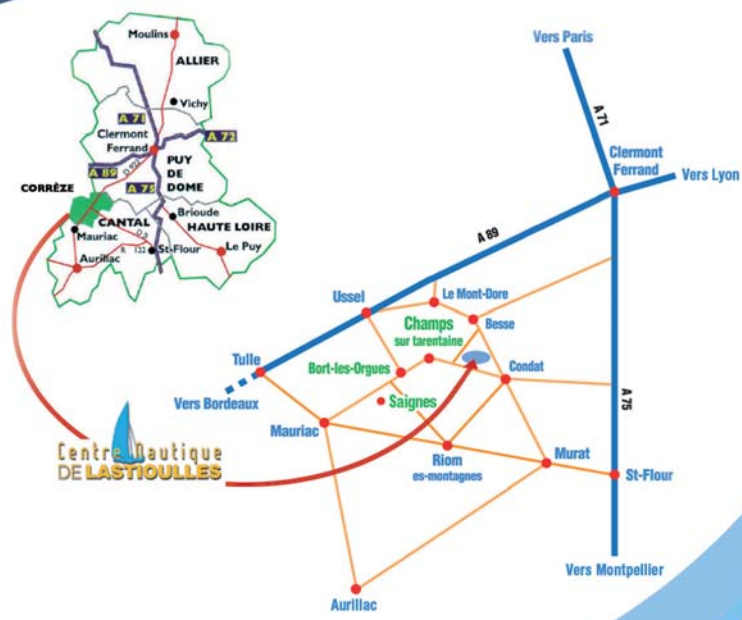 Moulins
ALLIER
Vichy
A 71
Clermont
Ferrand
A 72
A 89
D 922
PUY
DE
DOME
A 75
CORRÈZE
CANTAL
Brioude
HAUTE LOIRE
Mauriac
D 3
St-Flour
Le Puy
Aurillac
122
Centre Nautique
DE LASTIOULLES
Vers Paris
A 71
Clermont
Ferrand
Vers Lyon
A 89
Ussel
Le Mont-Dore
Besse
Champs
sur tarentaine
Tulle
Bort-les-Orgues
Condat
Vers Bordeaux
Saignes
A 75
Mauriac
Riom
es-montagnes
Murat
St-Flour
Vers Montpellier
Aurillac